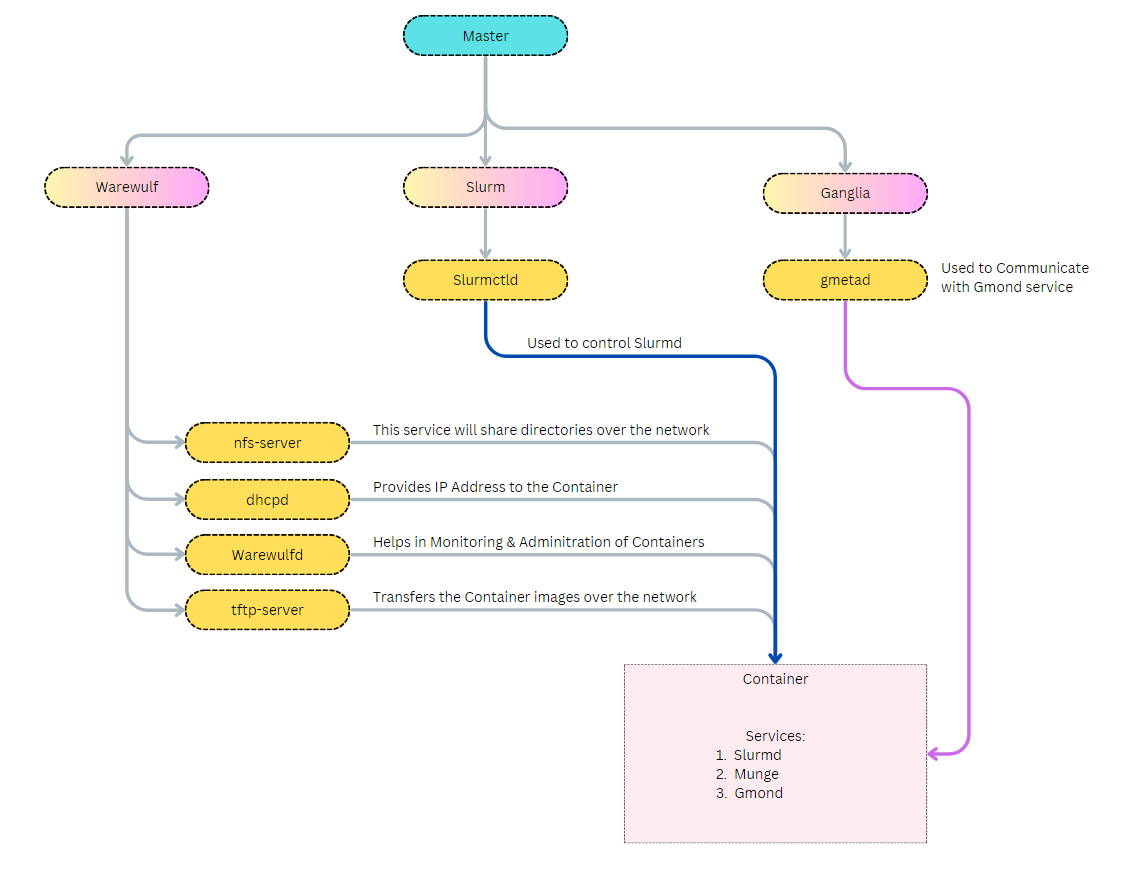 Master
Warewulf
Slurm
Ganglia
Slurmctld
gmetad
Used to Communicate
with Gmond service
Used to control Slurmd
nfs-server
This service will share directories over the network
dhcpd
Provides IP Address to the Container
Warewulfd
Helps in Monitoring & Adminitration of Containers
tftp-server
Transfers the Container images over the network
Container
Services:
1. Slurmd
2. Munge
3. Gmond